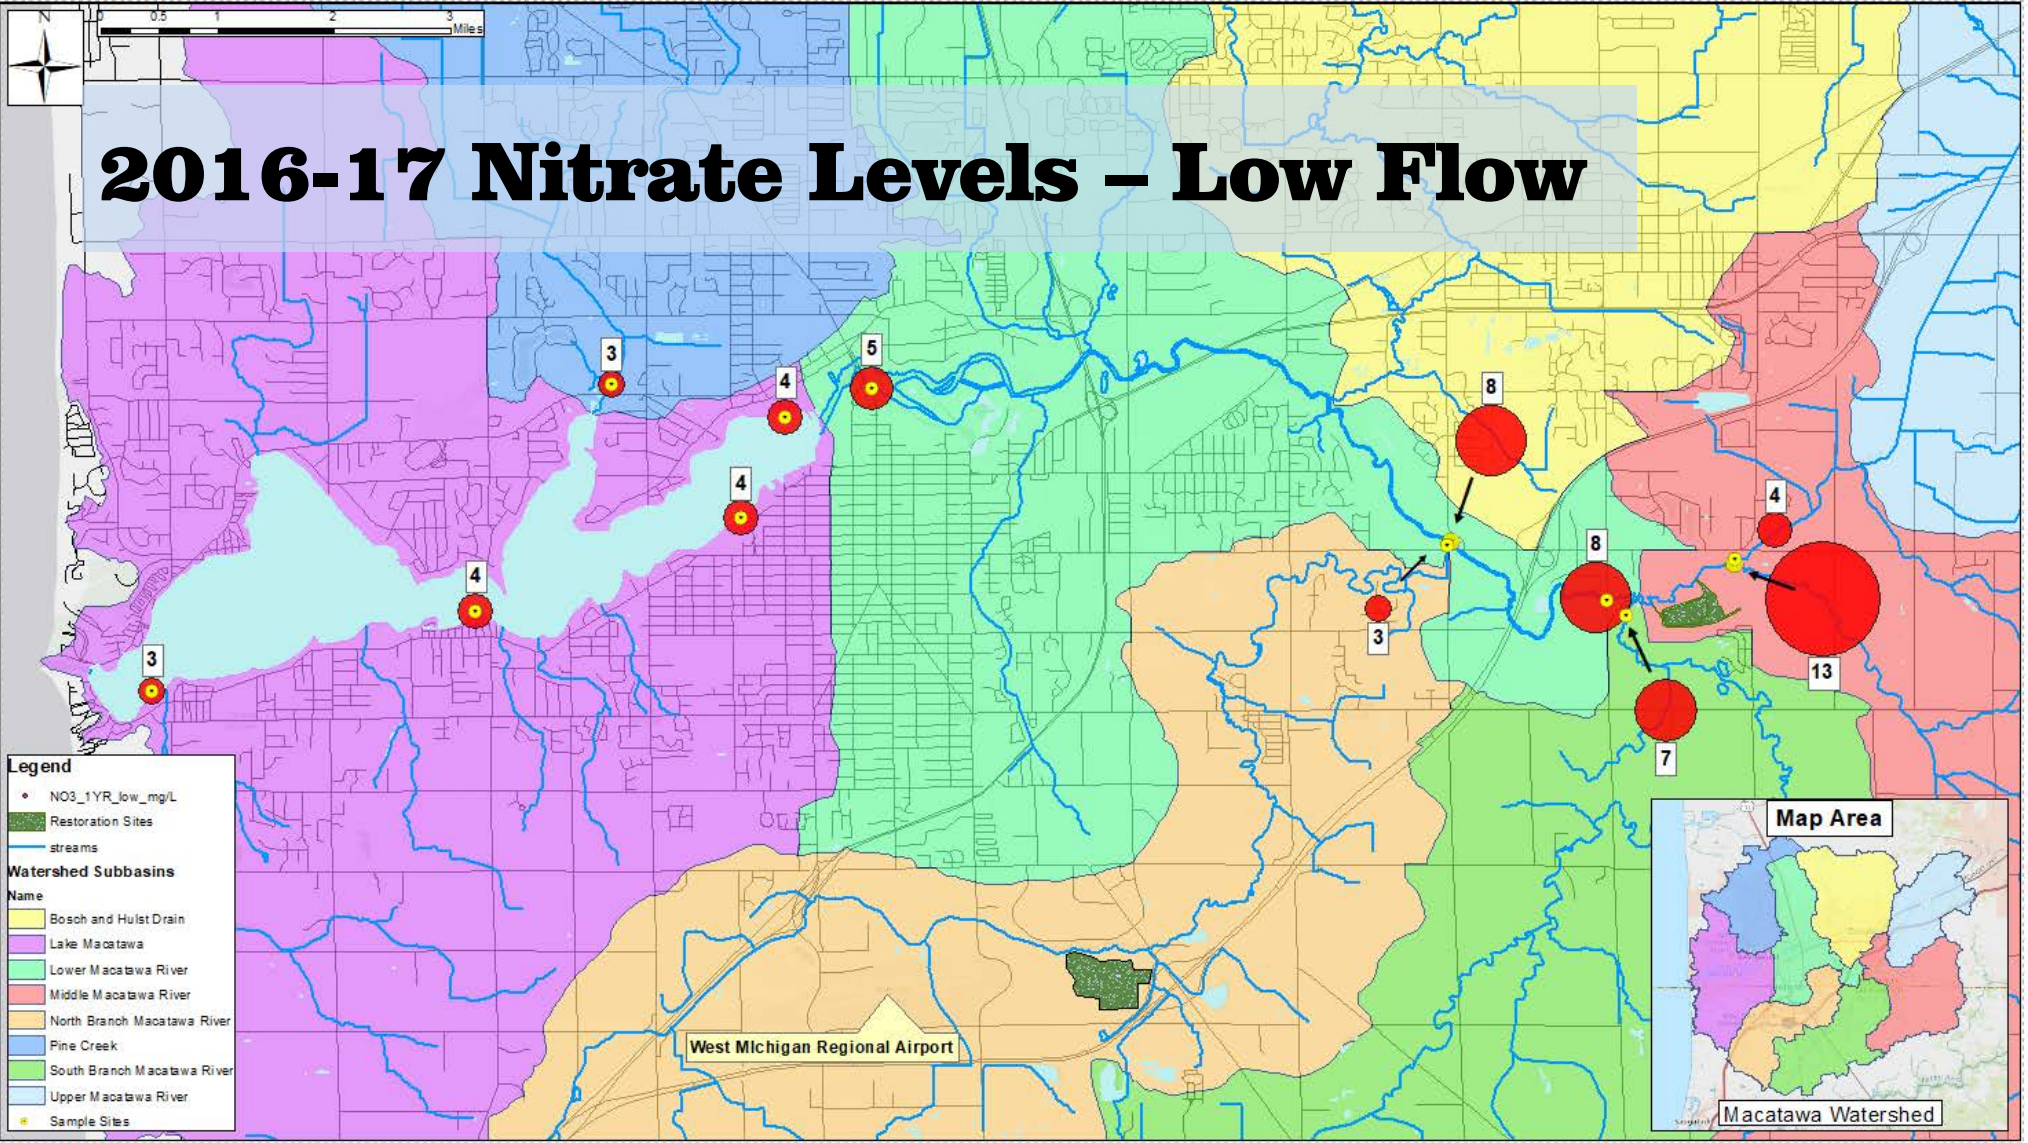 N
0 0.5 1 2 3
Miles
2016-17 Nitrate Levels – Low Flow
3
5
4
8
4
4
8
4
3
3
13
7
Legend
NO3_1YR_low_mg/L
Restoration Sites
streams
Watershed Subbasins
Name
Bosch and Hulst Drain
Lake Macatawa
Lower Macatawa River
Middle Macatawa River
North Branch Macatawa River
Pine Creek
South Branch Macatawa River
Upper Macatawa River
Sample Sites
West MIchigan Regional Airport
Map Area
Macatawa Watershed